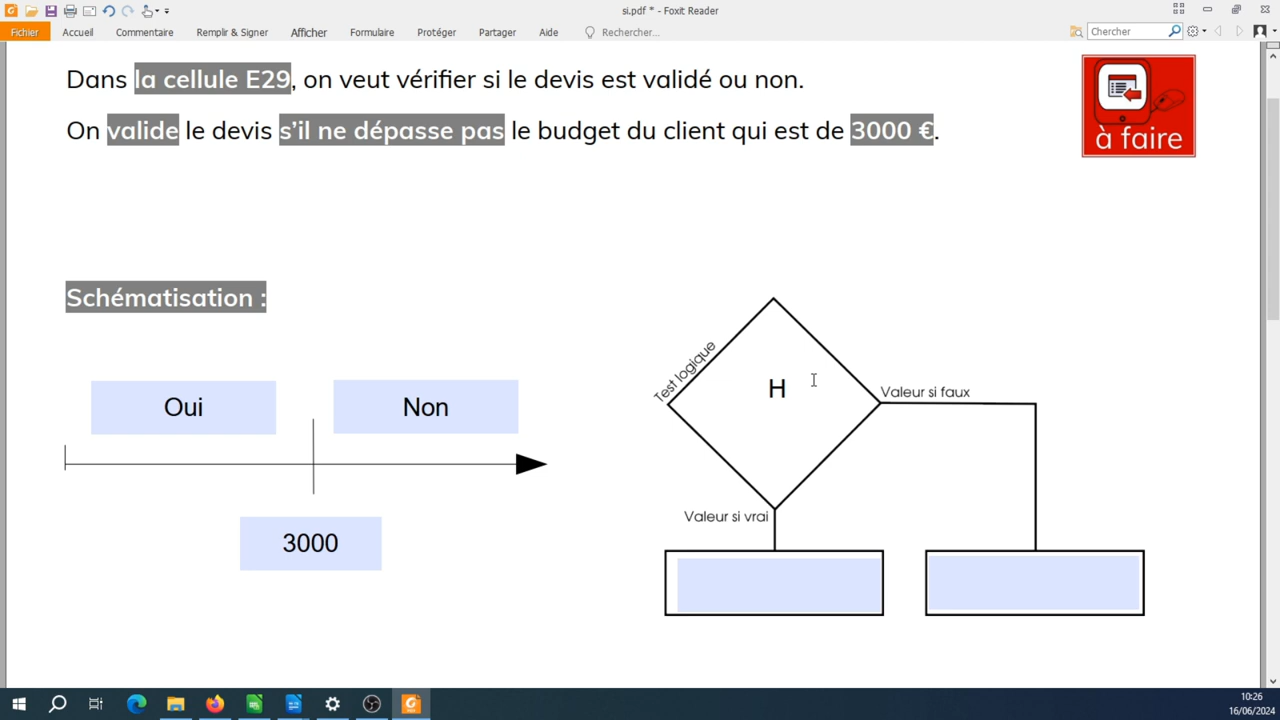 si.pdf * - Foxit Reader
Fichier Accueil Commentaire Remplir & Signer Afficher Formulaire Protéger Partager Aide Rechercher... Chercher
Dans la cellule E29, on veut vérifier si le devis est validé ou non.
On valide le devis s'il ne dépasse pas le budget du client qui est de 3000 €.
à faire
Schématisation :
Oui Non
3000
Test logique
H
Valeur si faux
Valeur si vrai
10:26
16/06/2024